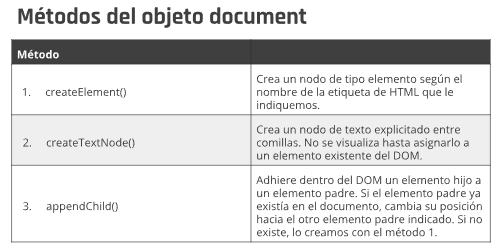 Métodos del objeto document
Método
1. createElement()
Crea un nodo de tipo elemento según el
nombre de la etiqueta de HTML que le
indiquemos.
2. createTextNode()
Crea un nodo de texto explicitado entre
comillas. No se visualiza hasta asignarlo a
un elemento existente del DOM.
3. appendChild()
Adhiere dentro del DOM un elemento hijo a
un elemento padre. Si el elemento padre ya
existía en el documento, cambia su posición
hacia el otro elemento padre indicado. Si no
existe, lo creamos con el método 1.